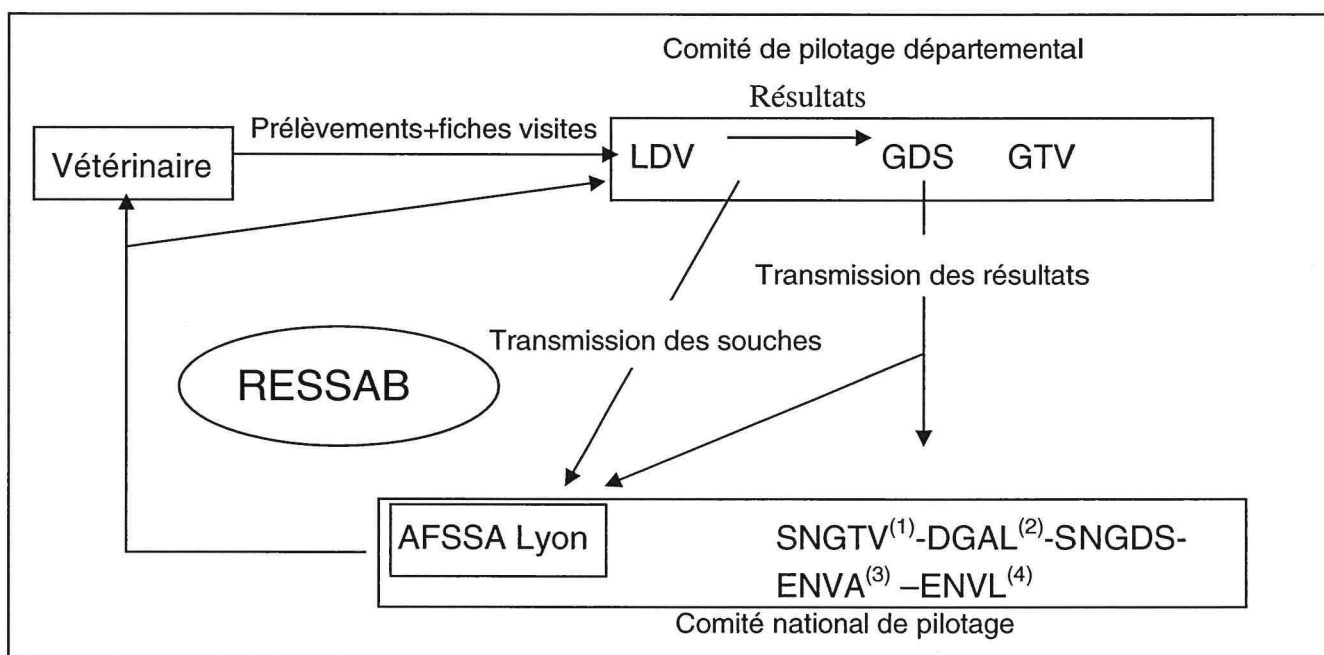 Comité de pilotage départemental
Résultats
Prélèvements+fiches visites
Vétérinaire
LDV GDS GTV
Transmission des résultats
Transmission des souches
RESSAB
AFSSA Lyon
SNGTV(1)-DGAL(2)-SNGDS-
ENVA(3) –ENVL(4)
Comité national de pilotage